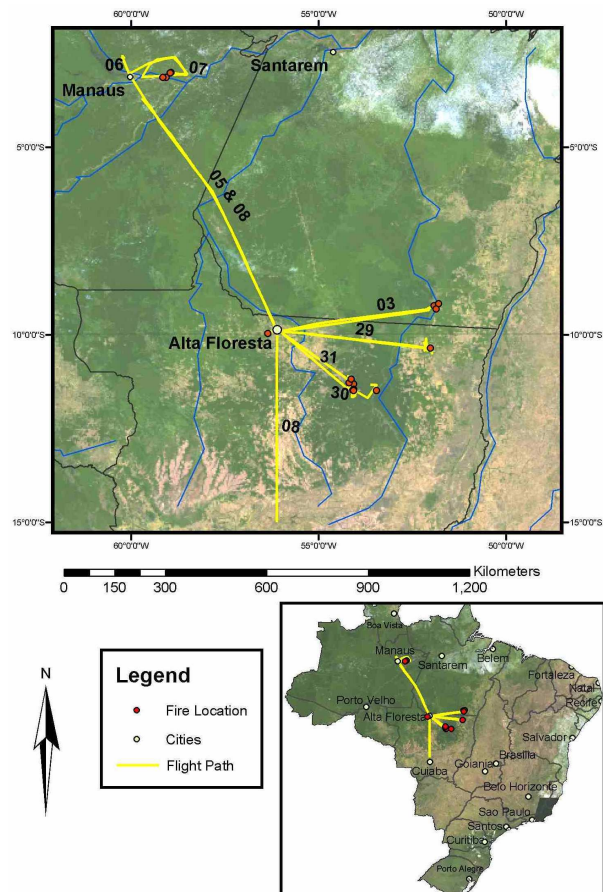 60°0'0"W
55°0'0"W
50°0'0"W
06
07
Santarem
Manaus
5°0'0"S
5°0'0"S
05 & 08
03
29
10°0'0"S
10°0'0"S
Alta Floresta
31
30
08
15°0'0"S
15°0'0"S
60°0'0"W
55°0'0"W
50°0'0"W
Kilometers
0 150 300 600 900 1,200
N
Legend
Fire Location
Cities
Flight Path
Boa Vista
Manaus
Santarem
Belem
Fortaleza
Natal
Recife
Porto Velho
Alta Floresta
Salvador
Cuiaba
Goiania
Brasilia
Belo Horizonte
Sao Paulo
Santos
Curitiba
Porto Alegre